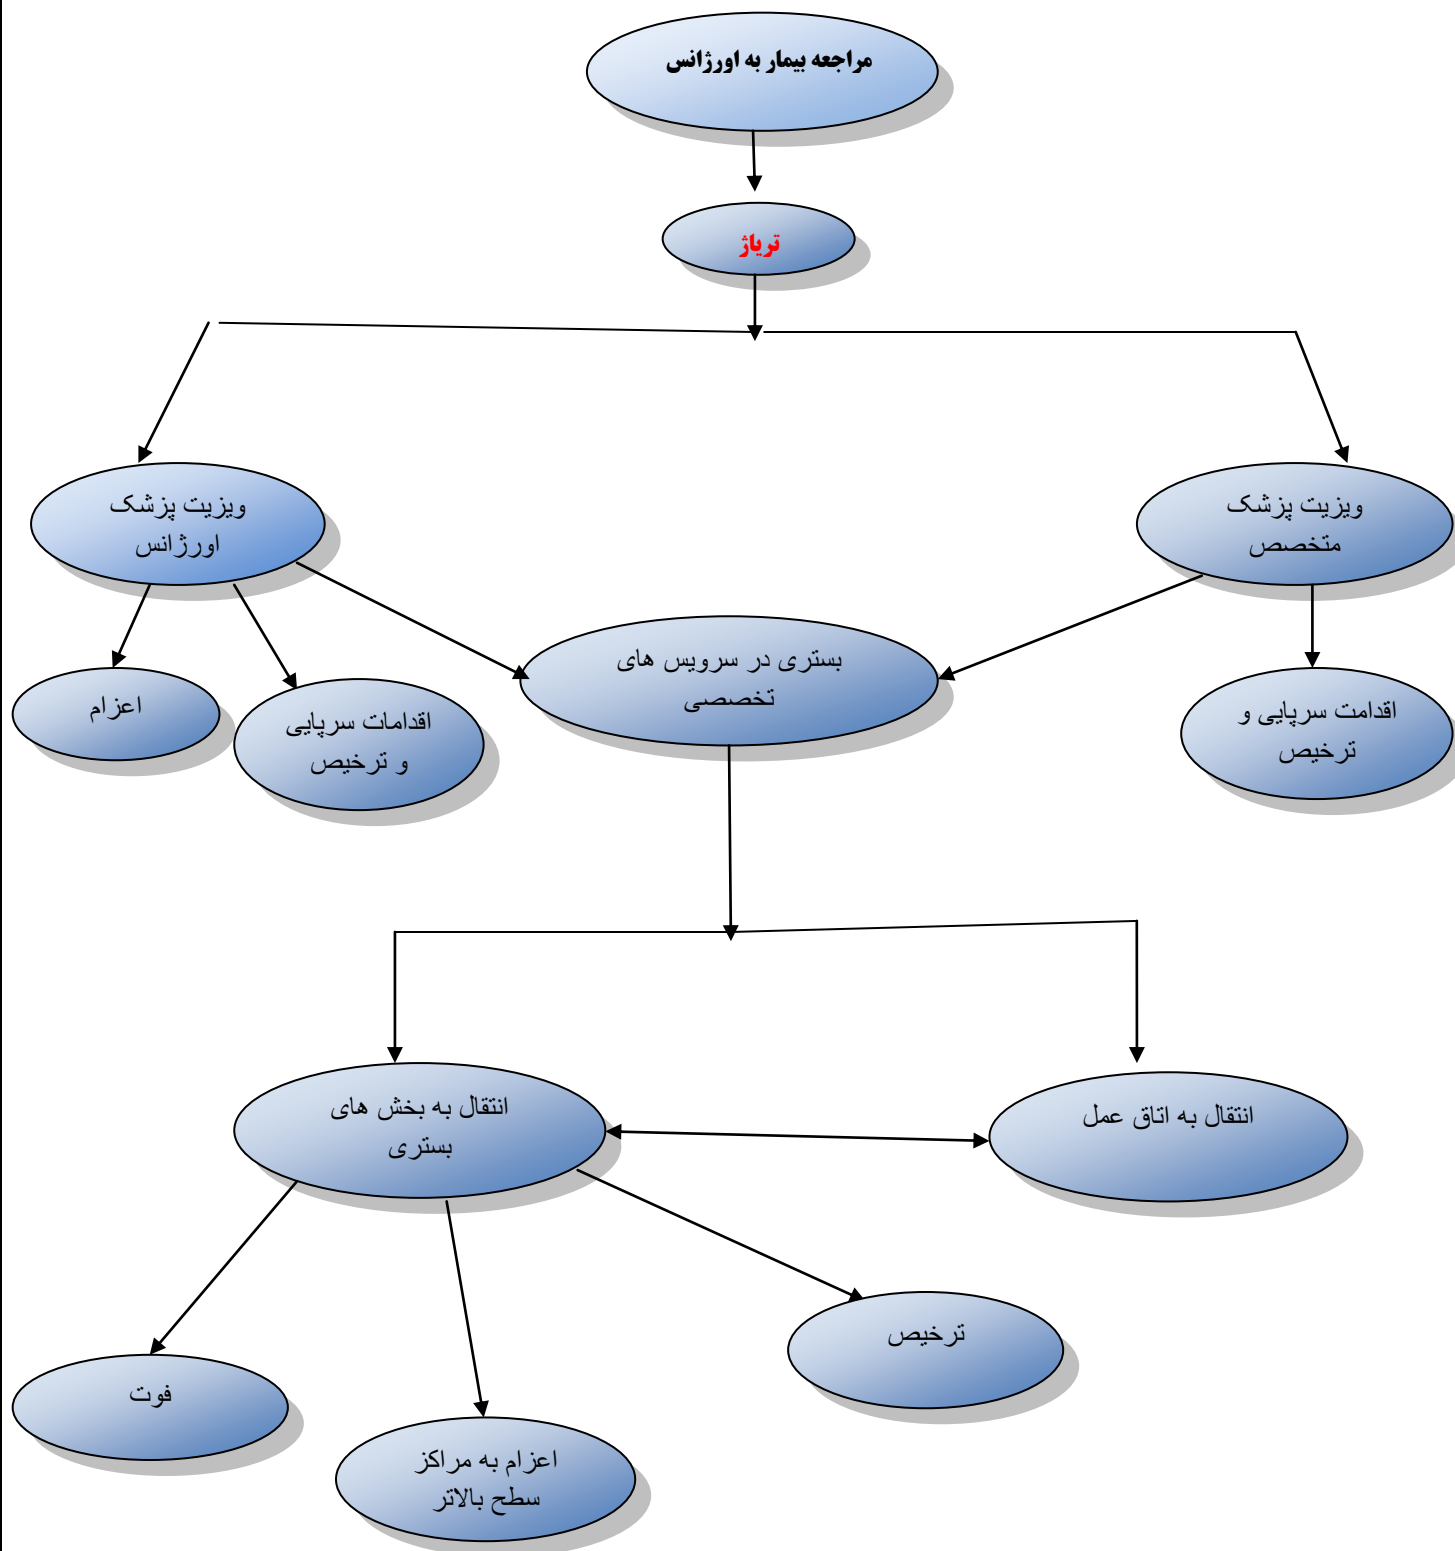 مراجعه بیمار به اورژانس
تریاژ
ویزیت پزشک
متخصص
ویزیت پزشک
اورژانس
بستری در سرویس های
تخصصی
اقدامت سرپایی و
ترخیص
اقدامات سرپایی
و ترخیص
اعزام
انتقال به اتاق عمل
انتقال به بخش های
بستری
ترخیص
اعزام به مراکز
سطح بالاتر
فوت